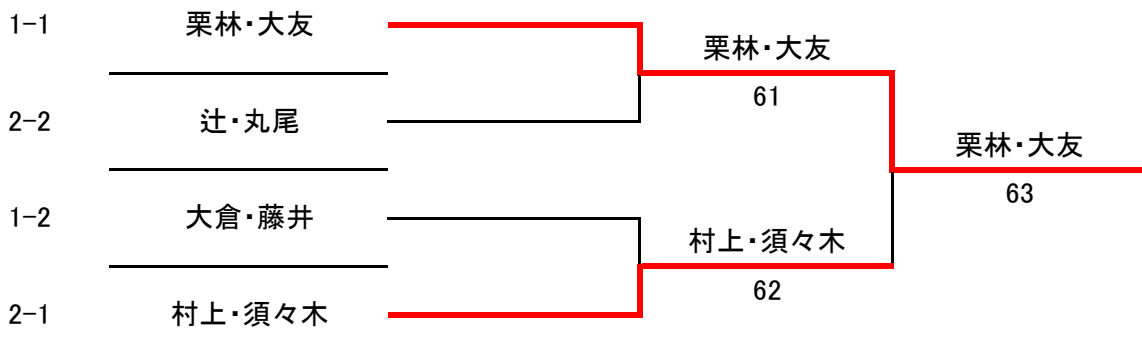 1-1 栗林・大友
栗林・大友
61
2-2 辻・丸尾
栗林・大友
63
1-2 大倉・藤井
村上・須々木
62
2-1 村上・須々木